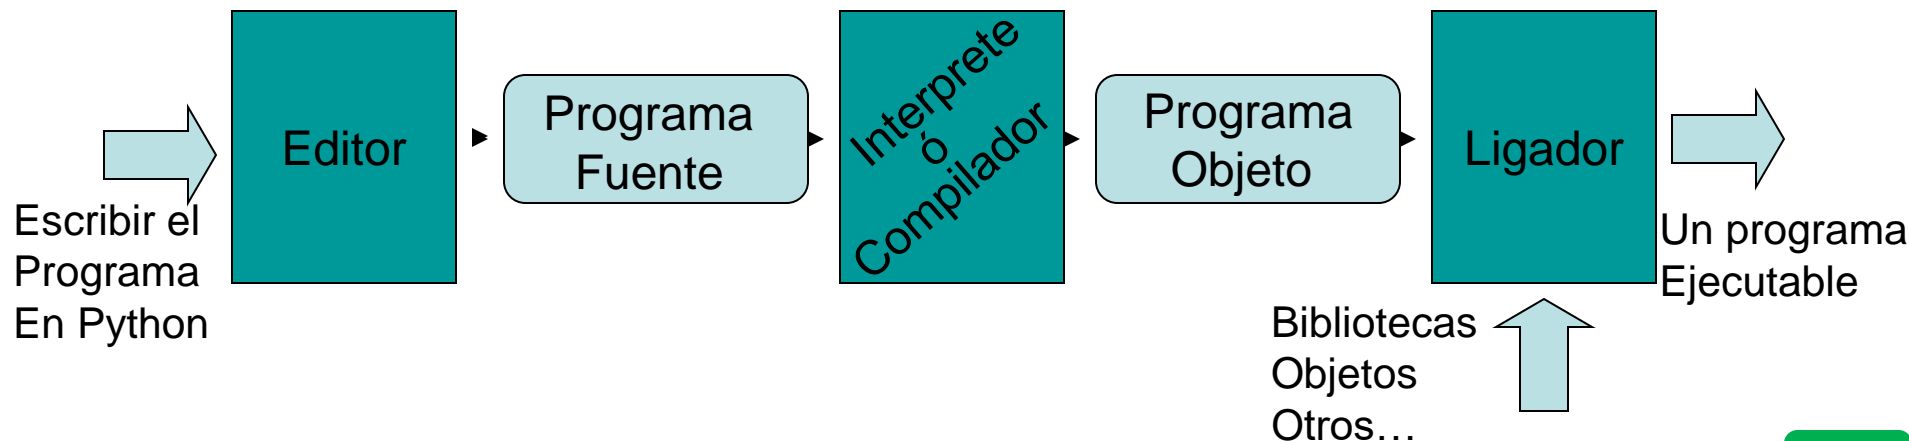 Escribir el
Programa
En Python
Editor
Programa
Fuente
Interprete
ó
Compilador
Programa
Objeto
Ligador
Bibliotecas
Objetos
Otros…
Un programa
Ejecutable